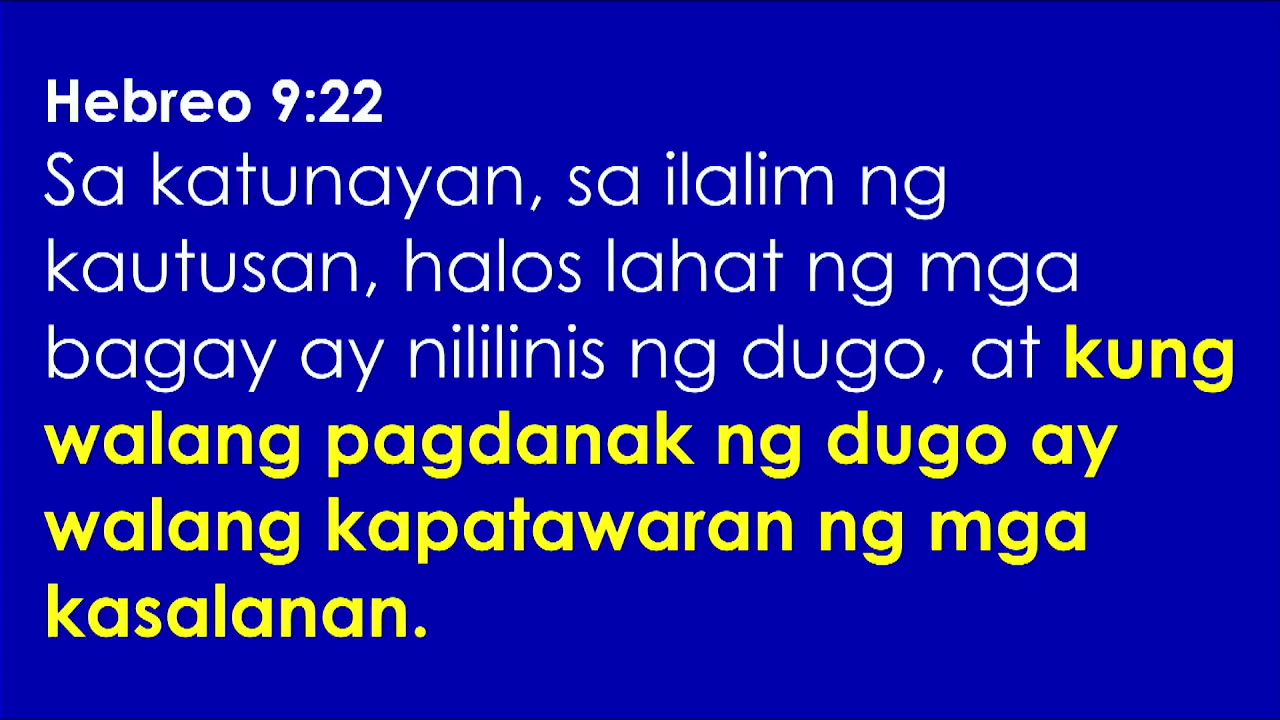 Hebreo 9:22
Sa katunayan, sa ilalim ng
kautusan, halos lahat ng mga
bagay ay nililinis ng dugo, at kung
walang pagdanak ng dugo ay
walang kapatawaran ng mga
kasalanan.